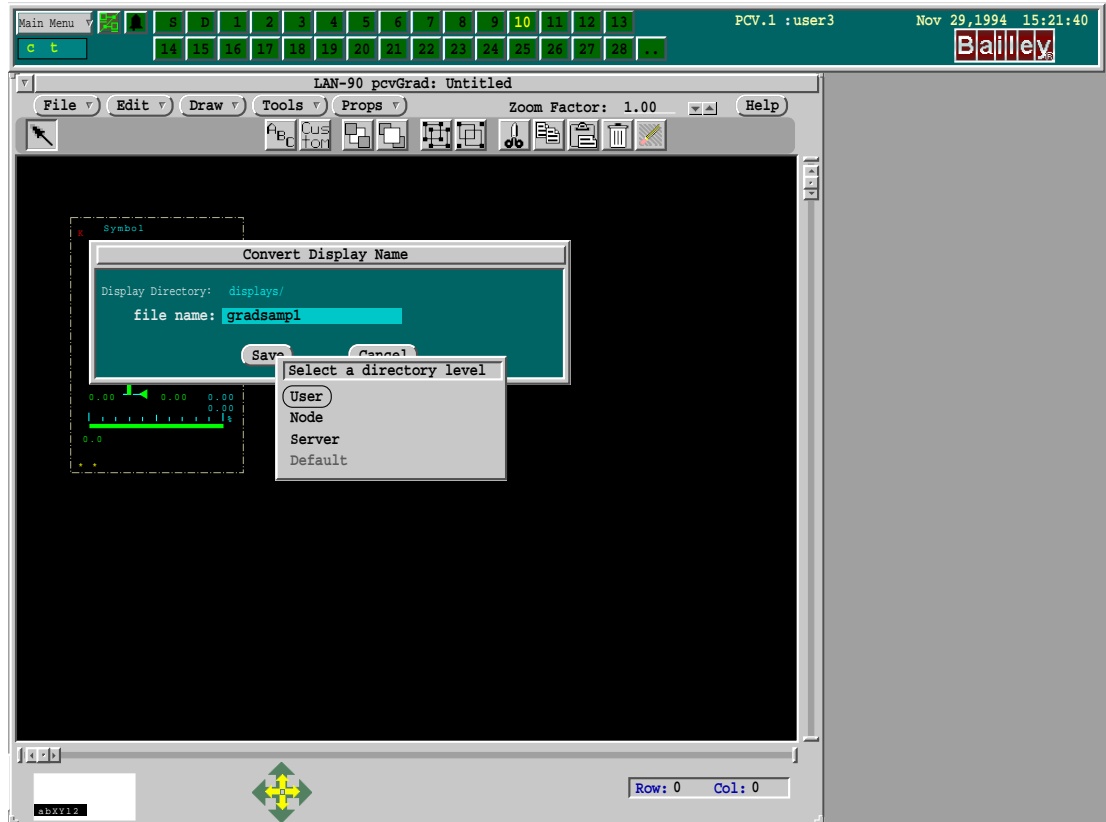 Main Menu S D 1 2 3 4 5 6 7 8 9 10 11 12 13 PCV.1 :user3 Nov 29,1994 15:21:40
c t 14 15 16 17 18 19 20 21 22 23 24 25 26 27 28 .. Bailey®
LAN-90 pcvGrad: Untitled
File Edit Draw Tools Props Zoom Factor: 1.00 Help
ABC Custom
Symbol
E
Convert Display Name
Display Directory: displays/
file name: gradsampl
Save Cancel
Select a directory level
User
Node
Server
Default
0.00 0.00 0.00
0.00
%
0.0
* *
Row: 0 Col: 0
abXY12